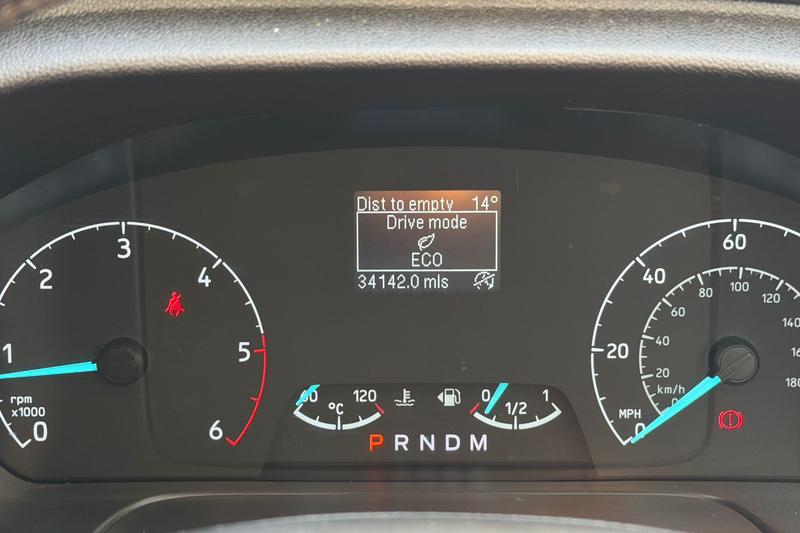 Dist to empty 14°
Drive mode
ECO
34142.0 mls
1 2 3 4 5 6
rpm
x1000
0
60 120
°C
0 1/2 1
P R N D M
0 20 40 60
MPH
km/h
0 20 40 60 80 100 120 140 180